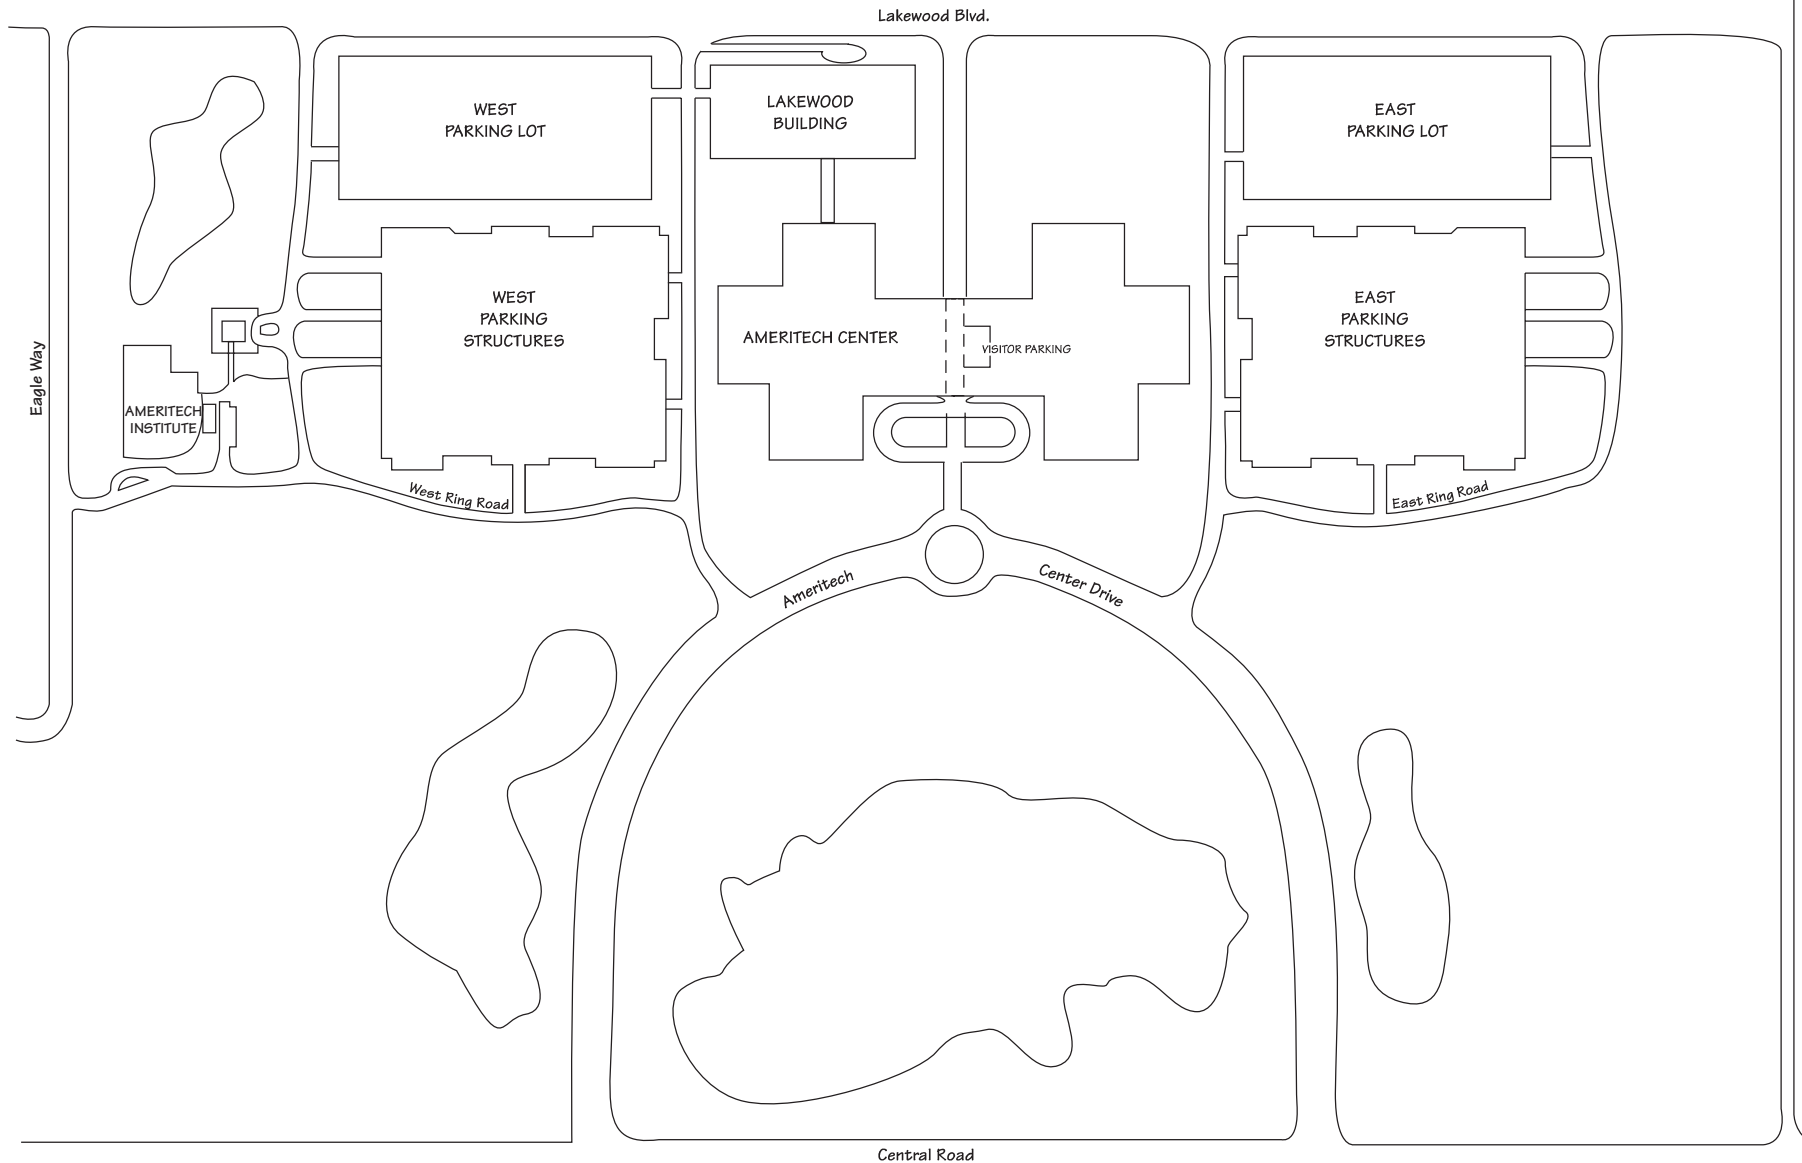 Lakewood Blvd.
WEST
PARKING LOT
LAKEWOOD
BUILDING
EAST
PARKING LOT
WEST
PARKING
STRUCTURES
AMERITECH CENTER
VISITOR PARKING
EAST
PARKING
STRUCTURES
Eagle Way
AMERITECH
INSTITUTE
West Ring Road
East Ring Road
Ameritech
Center Drive
Central Road